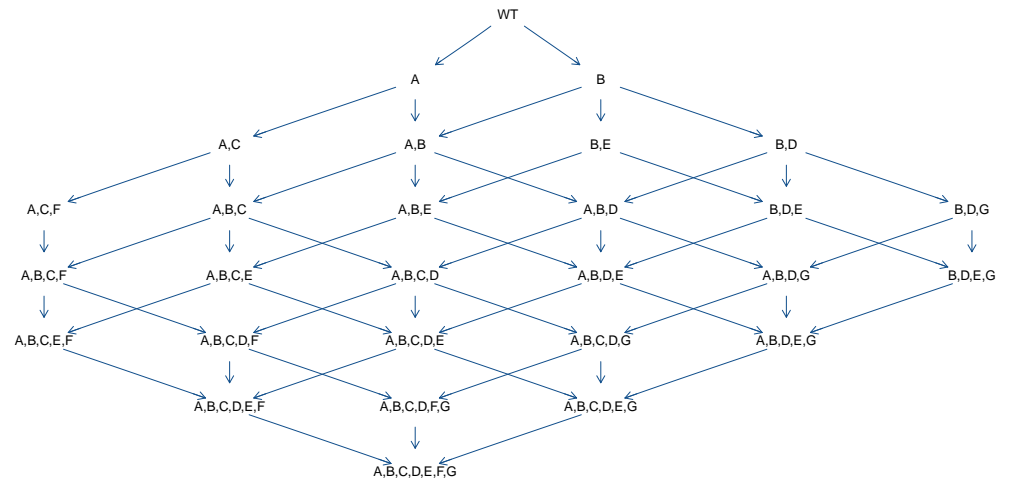 WT
A B
A,C A,B B,E B,D
A,C,F A,B,C A,B,E A,B,D B,D,E B,D,G
A,B,C,F A,B,C,E A,B,C,D A,B,D,E A,B,D,G B,D,E,G
A,B,C,E,F A,B,C,D,F A,B,C,D,E A,B,C,D,G A,B,D,E,G
A,B,C,D,E,F A,B,C,D,F,G A,B,C,D,E,G
A,B,C,D,E,F,G